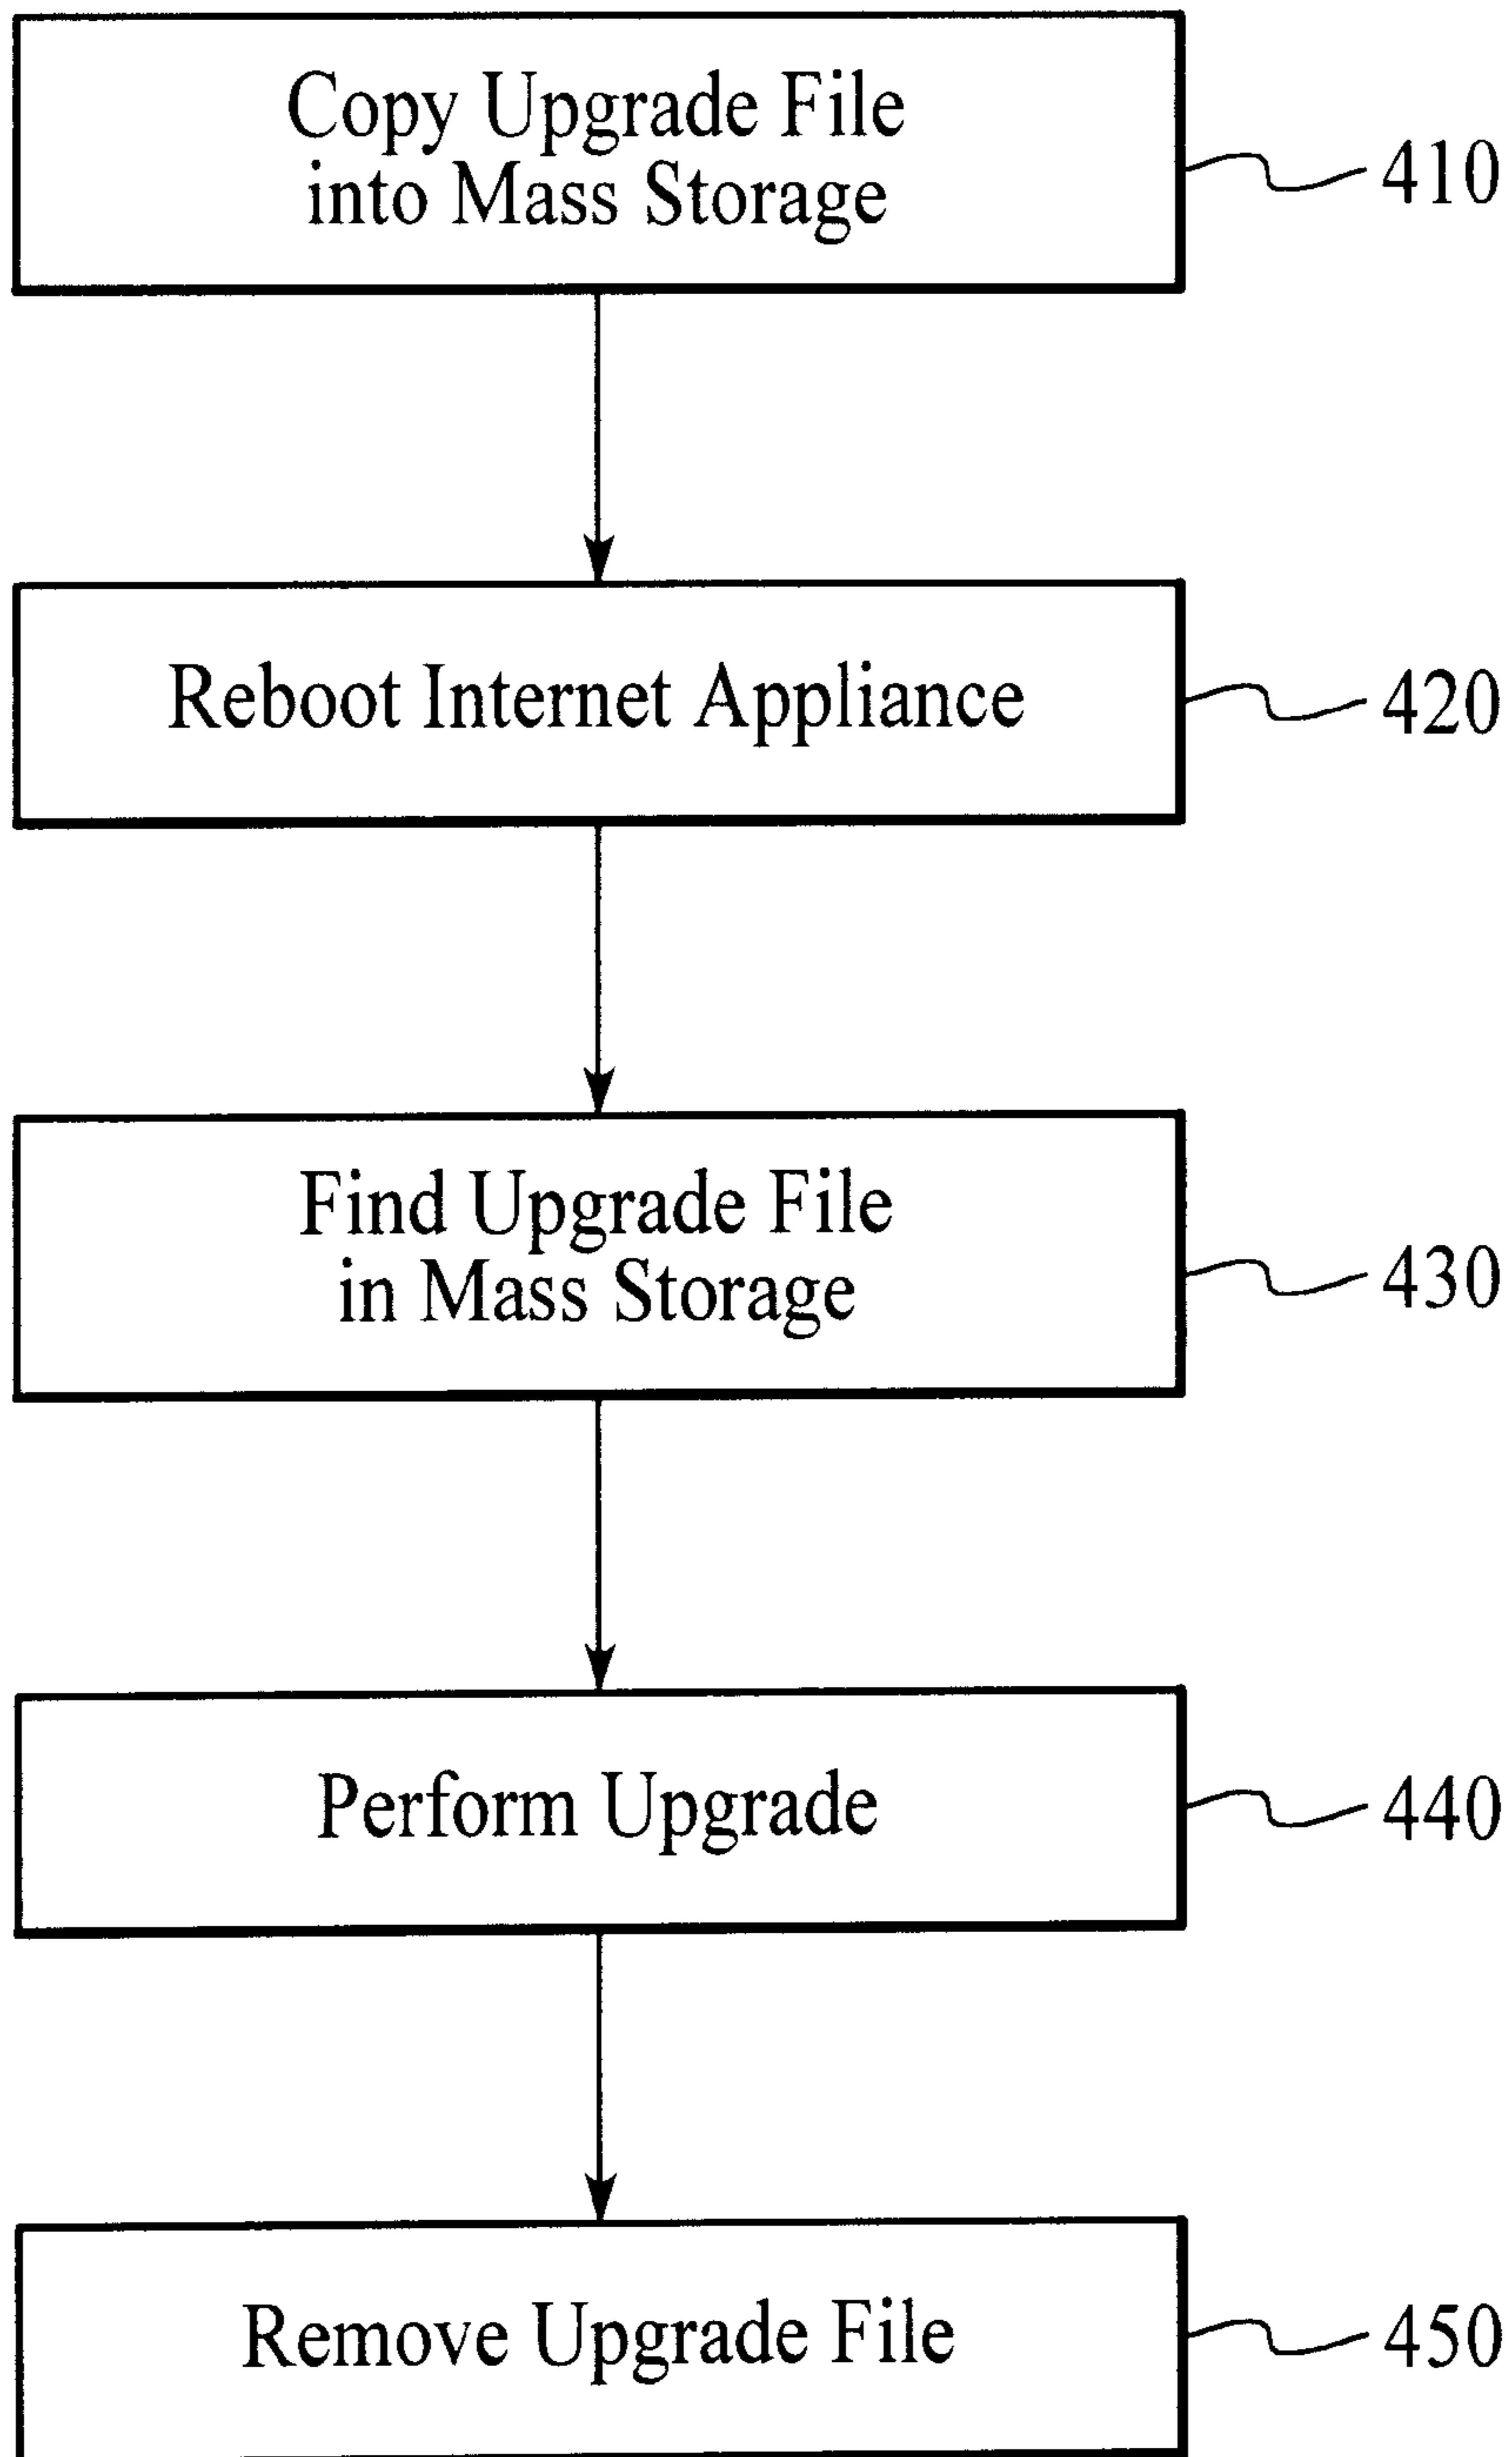 Copy Upgrade File
into Mass Storage
410
Reboot Internet Appliance
420
Find Upgrade File
in Mass Storage
430
Perform Upgrade
440
Remove Upgrade File
450